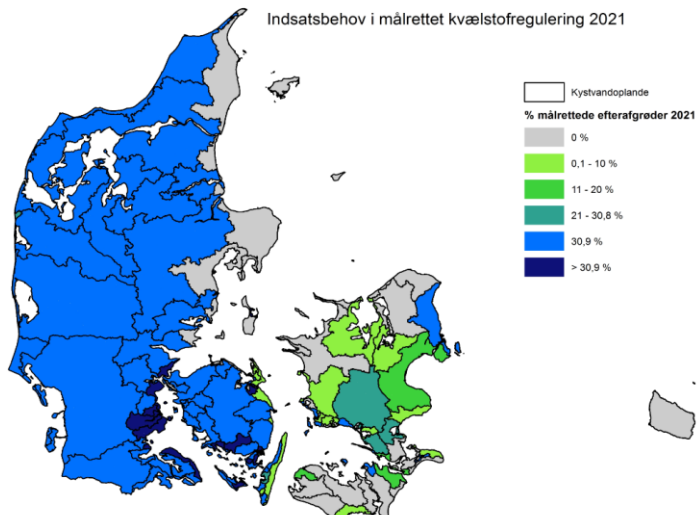 Indsatsbehov i målrettet kvælstofregulering 2021
Kystvandoplande
% målrettede efterafgrøder 2021
0 %
0,1 - 10 %
11 - 20 %
21 - 30,8 %
30,9 %
> 30,9 %